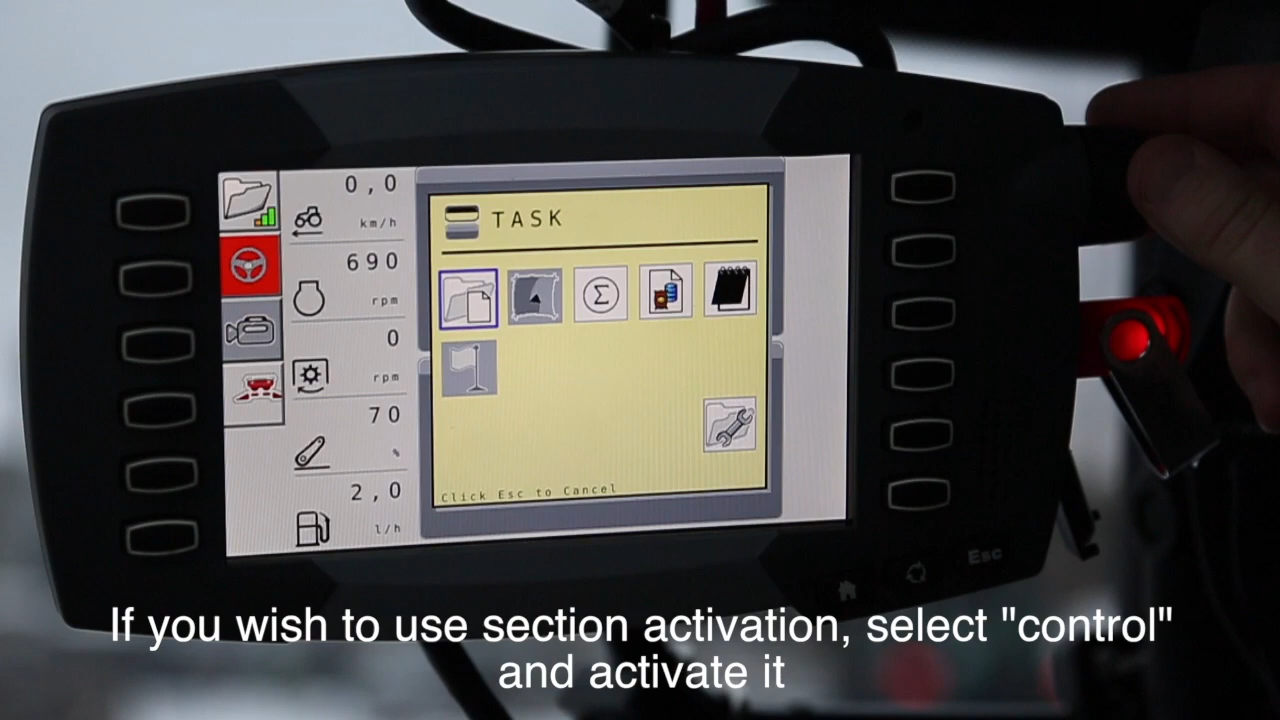 0,0
km/h
690
rpm
0
rpm
70
%
2,0
l/h
TASK
Σ
Click Esc to Cancel
Esc
If you wish to use section activation, select "control"
and activate it